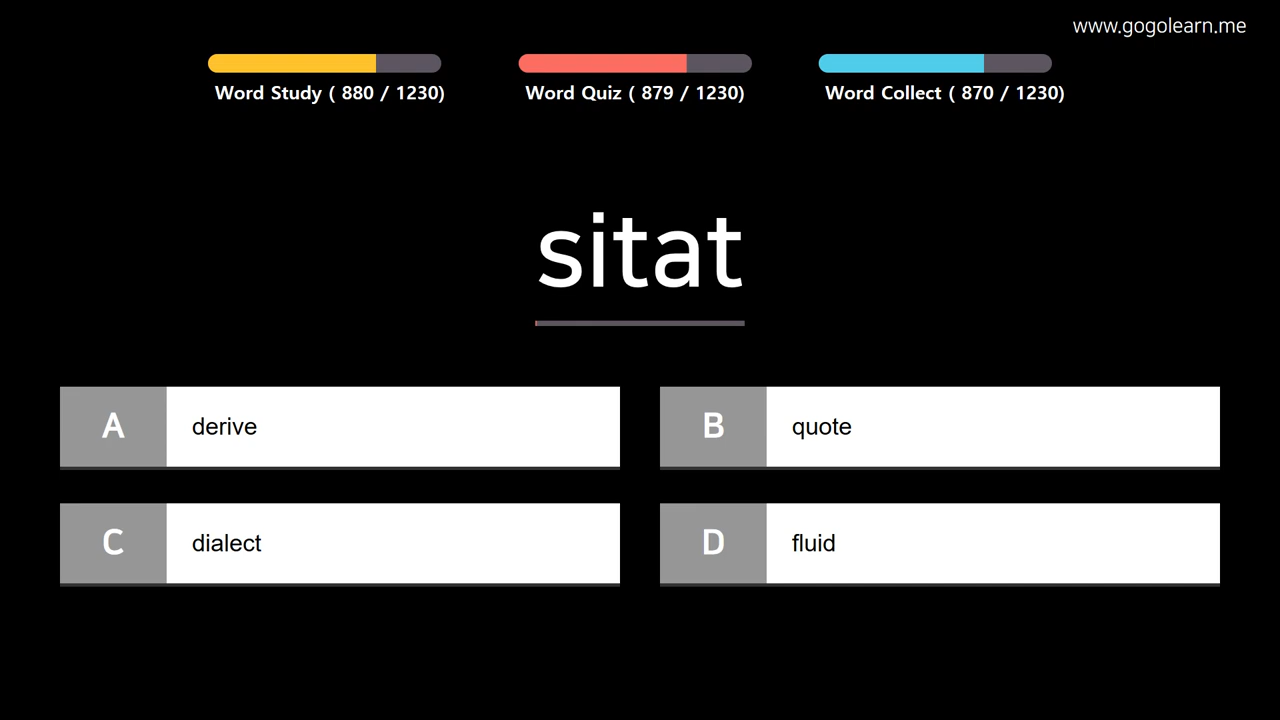 www.gogolearn.me
Word Study ( 880 / 1230)
Word Quiz ( 879 / 1230)
Word Collect ( 870 / 1230)
sitat
A derive
B quote
C dialect
D fluid